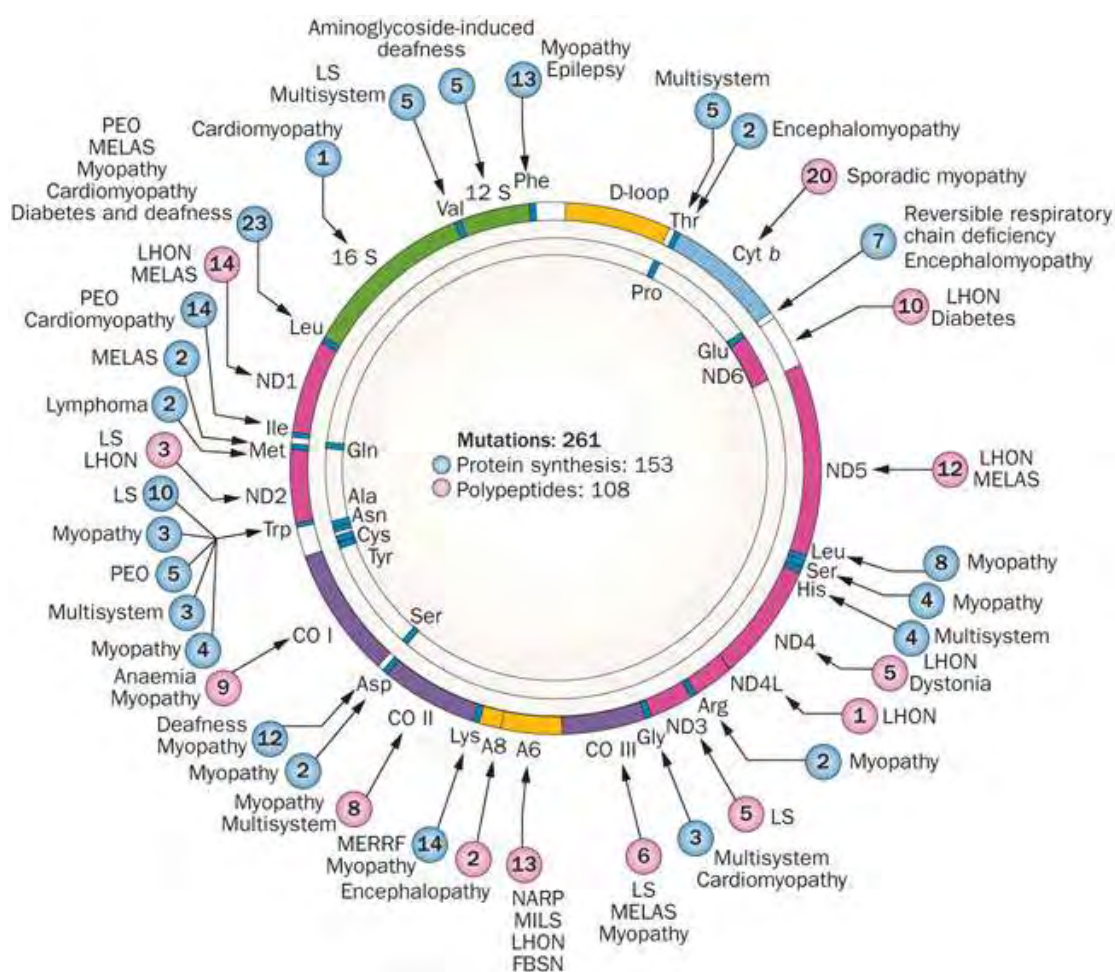 Aminoglycoside-induced
deafness
5
Myopathy
Epilepsy
13
LS
Multisystem
5
Multisystem
5
Cardiomyopathy
1
2
Encephalomyopathy
PEO
MELAS
Myopathy
Cardiomyopathy
Diabetes and deafness
23
20
Sporadic myopathy
7
Reversible respiratory
chain deficiency
Encephalomyopathy
LHON
MELAS
14
10
LHON
Diabetes
PEO
Cardiomyopathy
14
MELAS
2
Lymphoma
2
LS
LHON
3
LS
10
Myopathy
3
PEO
5
Multisystem
3
Myopathy
4
Anaemia
Myopathy
9
Deafness
Myopathy
12
Myopathy
2
Myopathy
Multisystem
8
MERRF
Myopathy
14
Encephalopathy
2
13
NARP
MILS
LHON
FBSN
6
LS
MELAS
Myopathy
3
Multisystem
Cardiomyopathy
5
LS
2
Myopathy
1
LHON
5
LHON
Dystonia
4
Multisystem
4
Myopathy
8
Myopathy
12
LHON
MELAS
Phe
12 S
Val
16 S
Leu
ND1
Ile
Met
ND2
Trp
CO I
Asp
CO II
Lys
A8
A6
CO III
Gly
ND3
Arg
ND4L
ND4
His
Ser
Leu
ND5
Cyt b
Thr
D-loop
Pro
Glu
ND6
Gln
Ala
Asn
Cys
Tyr
Ser
Mutations: 261
Protein synthesis: 153
Polypeptides: 108